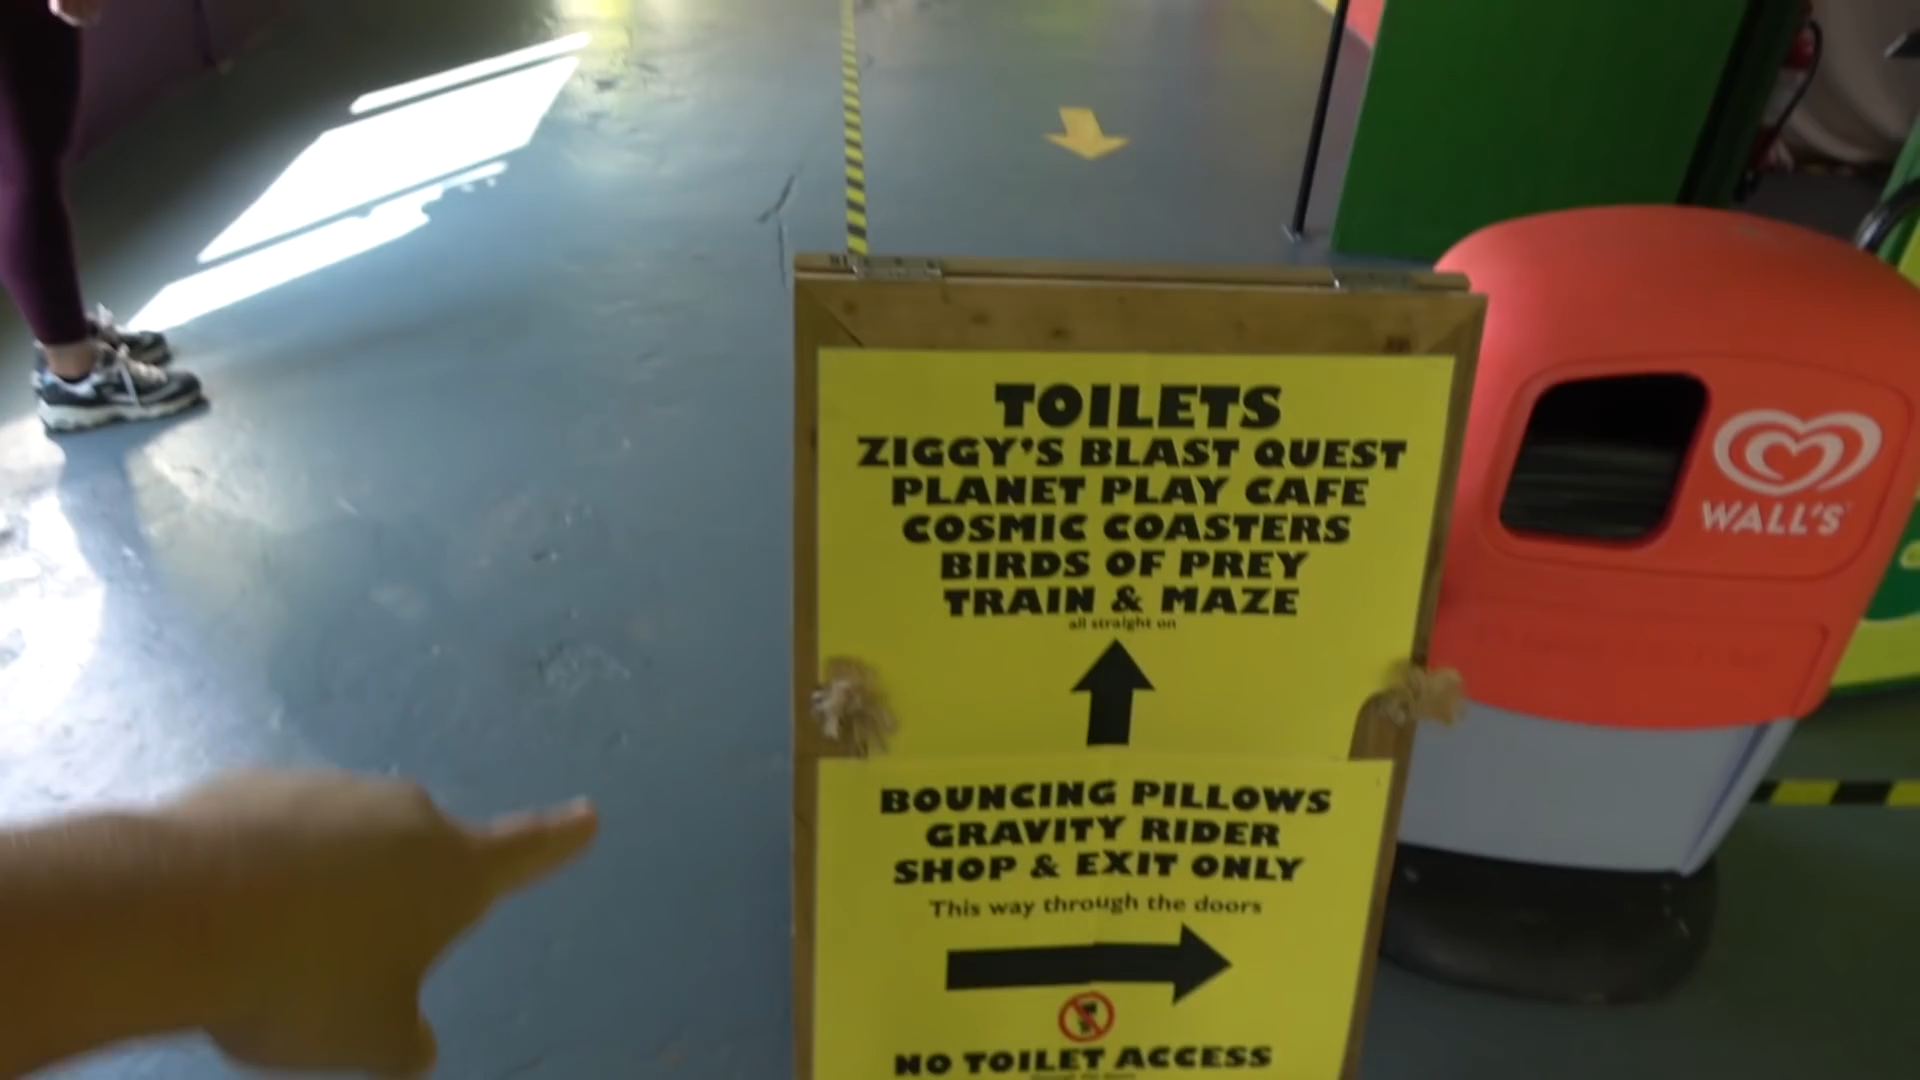 TOILETS
ZIGGY'S BLAST QUEST
PLANET PLAY CAFE
COSMIC COASTERS
BIRDS OF PREY
TRAIN & MAZE
all straight on
BOUNCING PILLOWS
GRAVITY RIDER
SHOP & EXIT ONLY
This way through the doors
NO TOILET ACCESS
WALL'S